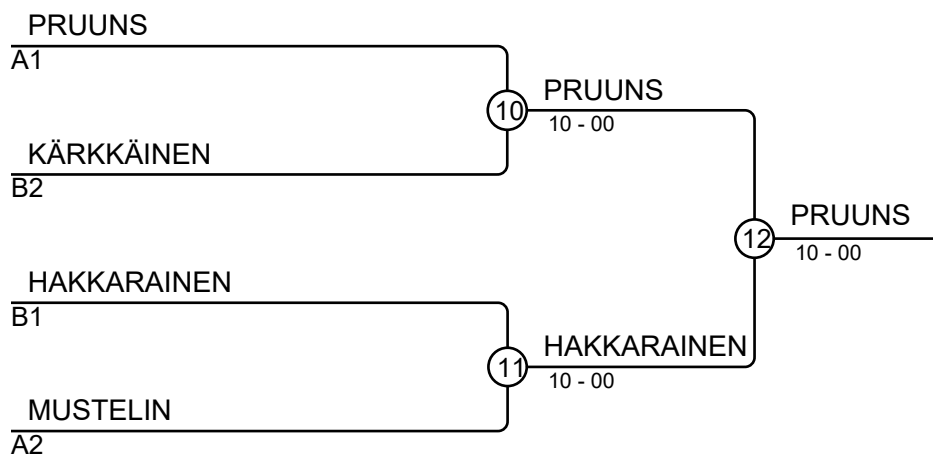 PRUUNS
A1
10
PRUUNS
10 - 00
KÄRKKÄINEN
B2
12
PRUUNS
10 - 00
HAKKARAINEN
B1
11
HAKKARAINEN
10 - 00
MUSTELIN
A2